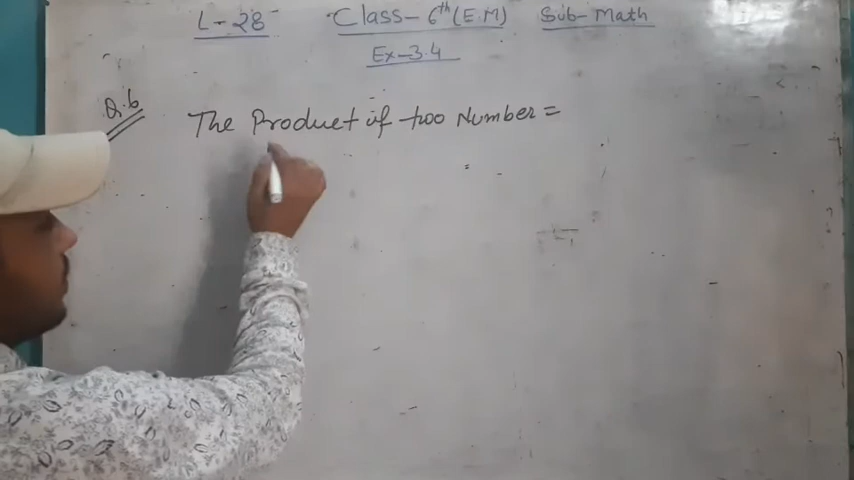 L-28 Class-6th (E.M) Sub-Math
Ex-3.4
Q.6 The Product of two Number =